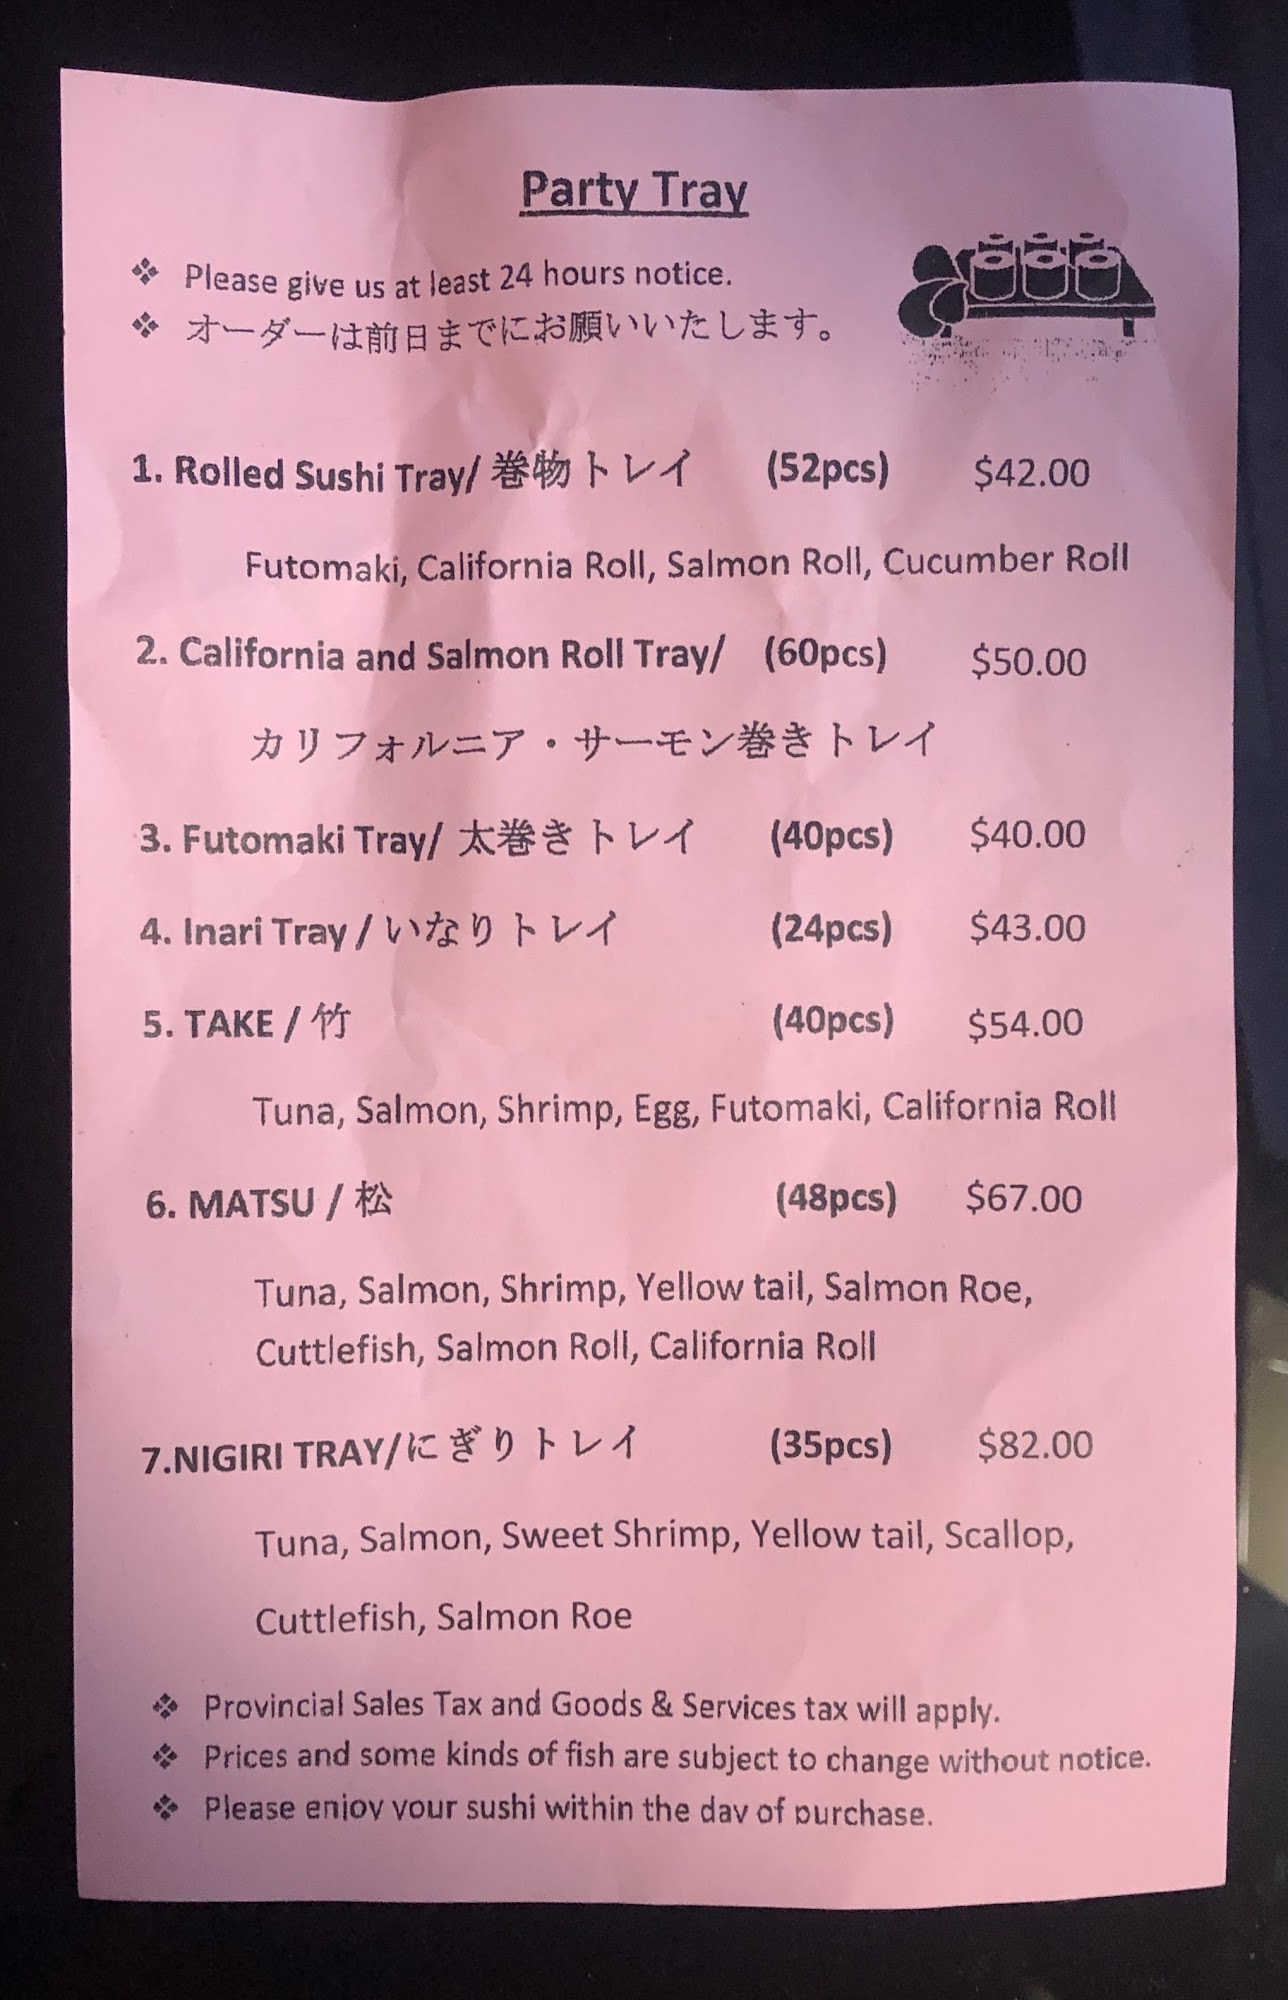 Party Tray
❖ Please give us at least 24 hours notice.
❖ オーダーは前日までにお願いいたします。
1. Rolled Sushi Tray/ 巻物トレイ (52pcs) $42.00
Futomaki, California Roll, Salmon Roll, Cucumber Roll
2. California and Salmon Roll Tray/ (60pcs) $50.00
カリフォルニア・サーモン巻きトレイ
3. Futomaki Tray/ 太巻きトレイ (40pcs) $40.00
4. Inari Tray / いなりトレイ (24pcs) $43.00
5. TAKE / 竹 (40pcs) $54.00
Tuna, Salmon, Shrimp, Egg, Futomaki, California Roll
6. MATSU / 松 (48pcs) $67.00
Tuna, Salmon, Shrimp, Yellow tail, Salmon Roe,
Cuttlefish, Salmon Roll, California Roll
7.NIGIRI TRAY/にぎりトレイ (35pcs) $82.00
Tuna, Salmon, Sweet Shrimp, Yellow tail, Scallop,
Cuttlefish, Salmon Roe
❖ Provincial Sales Tax and Goods & Services tax will apply.
❖ Prices and some kinds of fish are subject to change without notice.
❖ Please enjoy your sushi within the day of purchase.